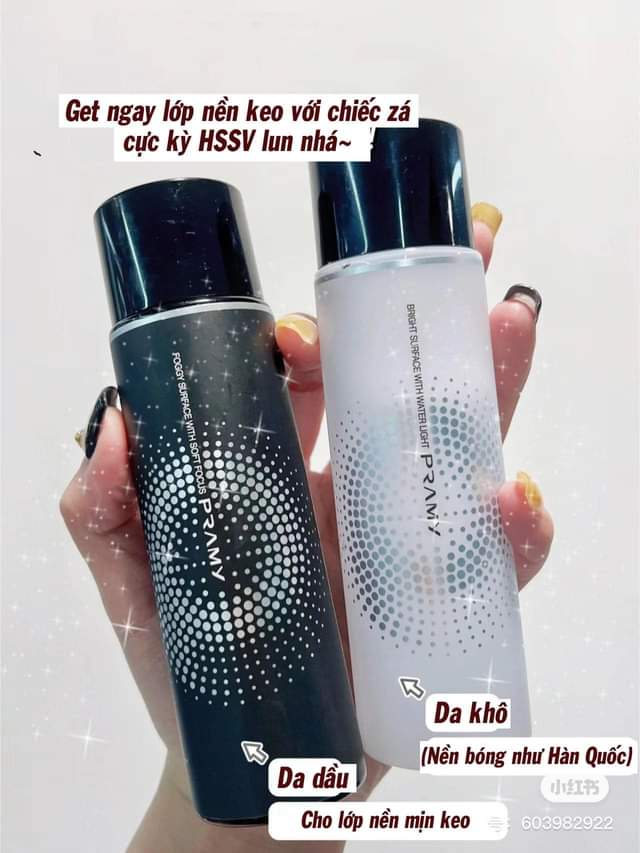 Get ngay lớp nền keo với chiếc zá
cực kỳ HSSV lun nhá~ !
FOGGY SURFACE WITH SOFT FOCUS PRAMY
BRIGHT SURFACE WITH WATER LIGHT PRAMY
Da khô
(Nền bóng như Hàn Quốc)
Da dầu
Cho lớp nền mịn keo
小红书
603982922